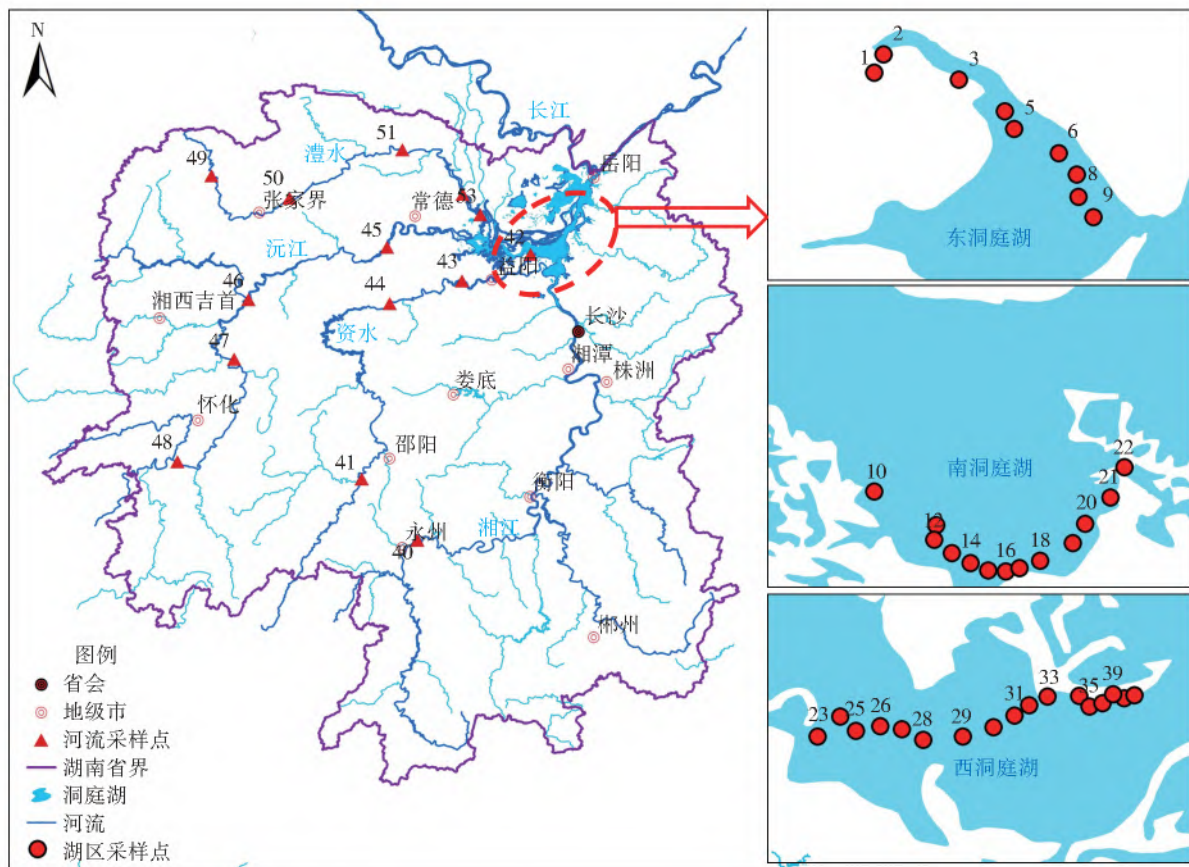 N
长江
51
澧水
岳阳
49
50
张家界
常德
53
42
沅江
45
43
益阳
46
44
湘西吉首
资水
长沙
47
湘潭
株洲
娄底
怀化
48
邵阳
41
衡阳
永州
湘江
40
郴州
图例
省会
地级市
河流采样点
湖南省界
洞庭湖
河流
湖区采样点
2
1
3
5
6
8
9
东洞庭湖
22
南洞庭湖
10
21
20
12
14
16
18
39
33
35
31
23
25
26
28
29
西洞庭湖